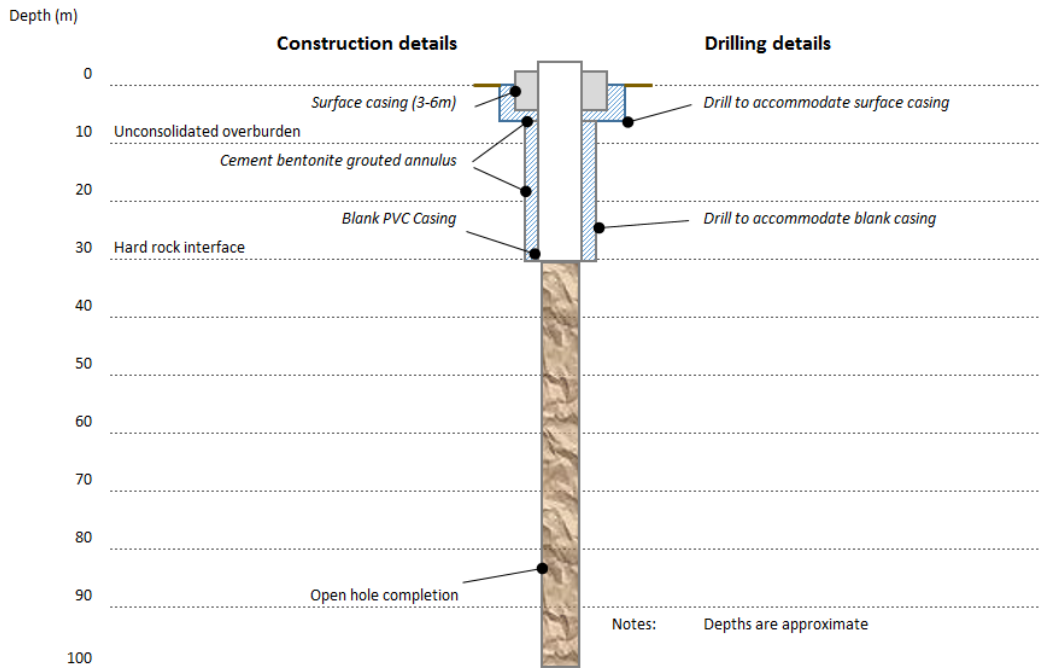 Depth (m)
Construction details
Drilling details
0
Surface casing (3-6m)
Drill to accommodate surface casing
10
Unconsolidated overburden
Cement bentonite grouted annulus
20
Blank PVC Casing
Drill to accommodate blank casing
30
Hard rock interface
40
50
60
70
80
90
Open hole completion
Notes: Depths are approximate
100